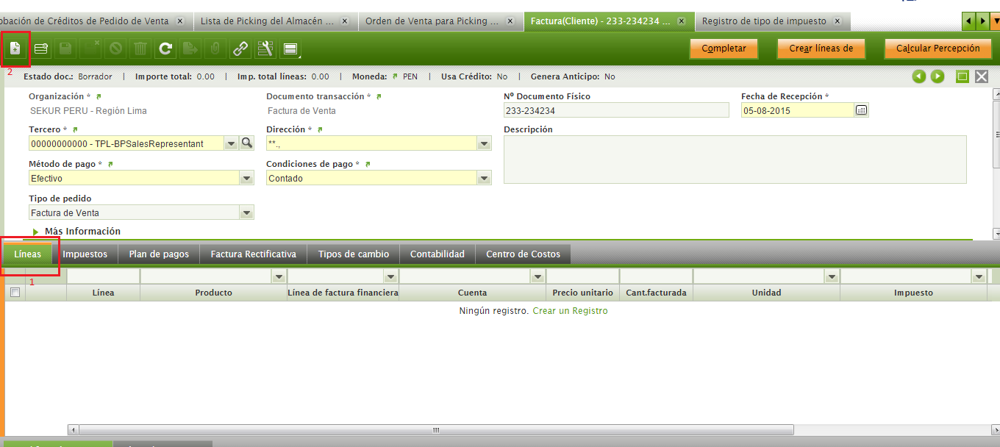 obación de Créditos de Pedido de Venta
Lista de Picking del Almacén ...
Orden de Venta para Picking ...
Factura(Cliente) - 233-234234 ...
Registro de tipo de impuesto
Completar
Crear líneas de
Calcular Percepción
2
Estado doc.: Borrador | Importe total: 0.00 | Imp. total líneas: 0.00 | Moneda: PEN | Usa Crédito: No | Genera Anticipo: No
Organización *
Documento transacción *
Nº Documento Físico
Fecha de Recepción *
SEKUR PERU - Región Lima
Factura de Venta
233-234234
05-08-2015
Tercero *
Dirección *
Descripción
00000000000 - TPL-BPSalesRepresentant
**.,
Método de pago *
Condiciones de pago *
Efectivo
Contado
Tipo de pedido
Factura de Venta
Más Información
Líneas
Impuestos
Plan de pagos
Factura Rectificativa
Tipos de cambio
Contabilidad
Centro de Costos
1
Línea
Producto
Línea de factura financiera
Cuenta
Precio unitario
Cant.facturada
Unidad
Impuesto
Ningún registro. Crear un Registro